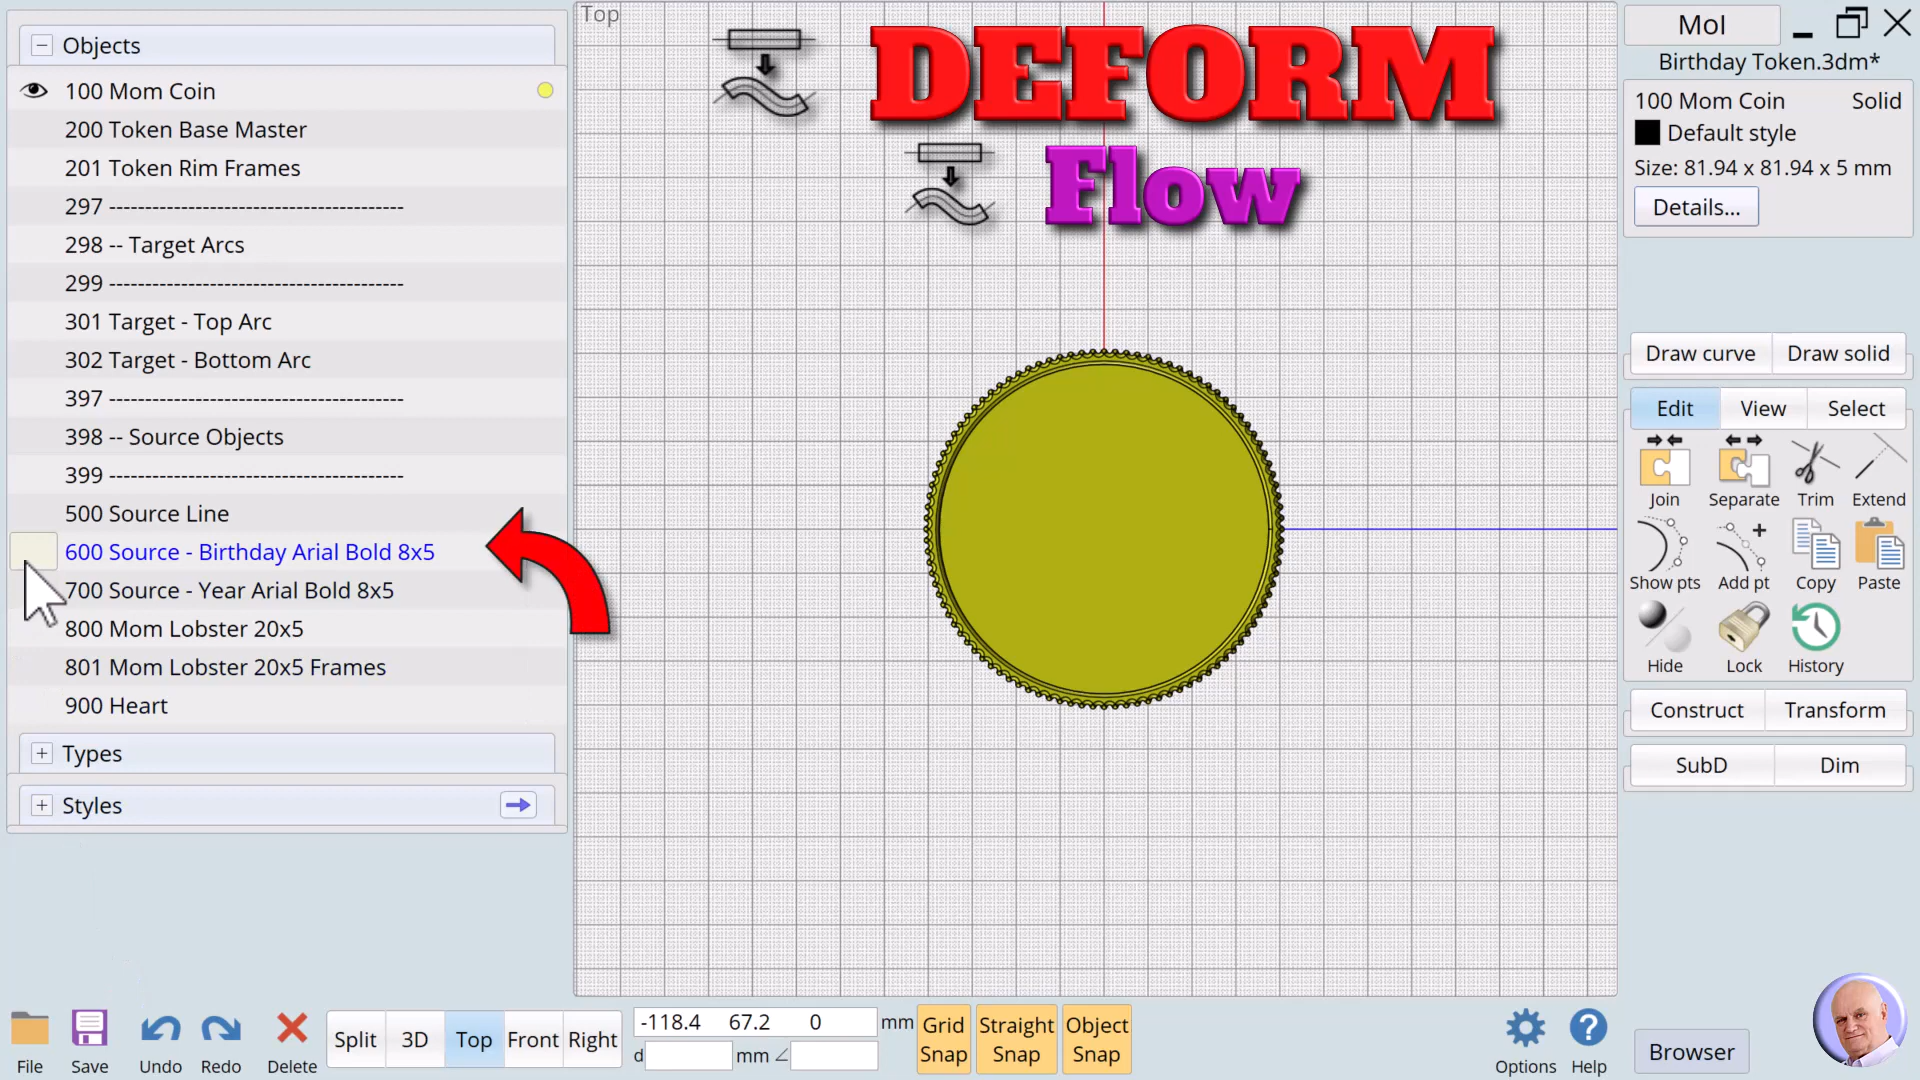 Objects
100 Mom Coin
200 Token Base Master
201 Token Rim Frames
297 -----------------------------------------
298 -- Target Arcs
299 -----------------------------------------
301 Target - Top Arc
302 Target - Bottom Arc
397 -----------------------------------------
398 -- Source Objects
399 -----------------------------------------
500 Source Line
600 Source - Birthday Arial Bold 8x5
700 Source - Year Arial Bold 8x5
800 Mom Lobster 20x5
801 Mom Lobster 20x5 Frames
900 Heart
Types
Styles
Top
DEFORM
Flow
MoI
Birthday Token.3dm*
100 Mom Coin Solid
Default style
Size: 81.94 x 81.94 x 5 mm
Details...
Draw curve Draw solid
Edit View Select
Join Separate Trim Extend
Show pts Add pt Copy Paste
Hide Lock History
Construct Transform
SubD Dim
File Save Undo Redo Delete
Split 3D Top Front Right
-118.4 67.2 0 mm
d mm ∠
Grid Snap
Straight Snap
Object Snap
Options Help
Browser